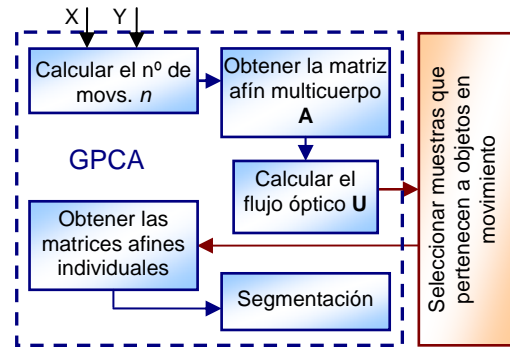 X Y
Calcular el nº de
movs. n
Obtener la matriz
afín multicuerpo
A
GPCA
Calcular el
flujo óptico U
Obtener las
matrices afines
individuales
Segmentación
Seleccionar muestras que
pertenecen a objetos en
movimiento